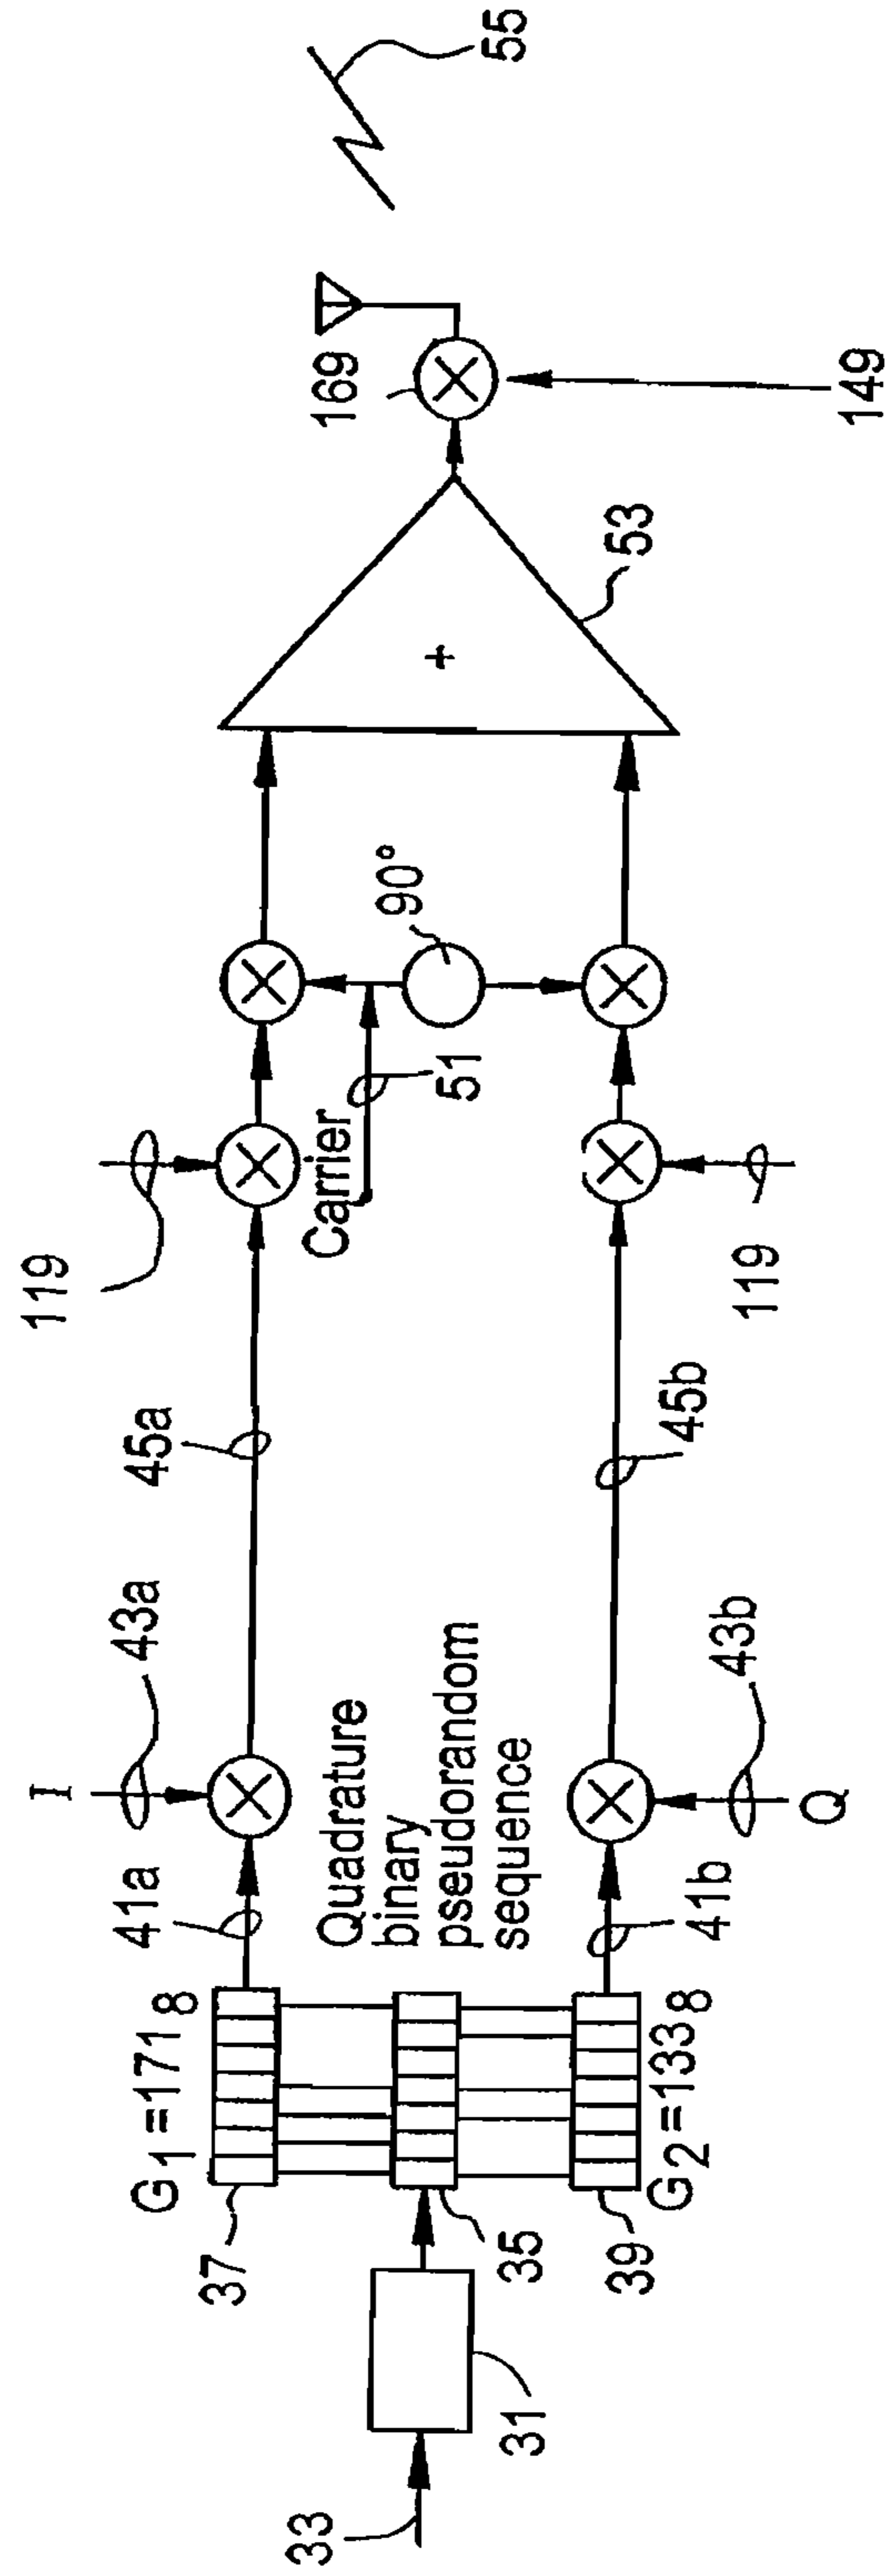 33
31
G1 = 1718
37
35
39
G2 = 1338
41a
41b
I
43a
Quadrature
binary
pseudorandom
sequence
43b
Q
45a
45b
119
119
Carrier
51
90°
+
53
169
149
55